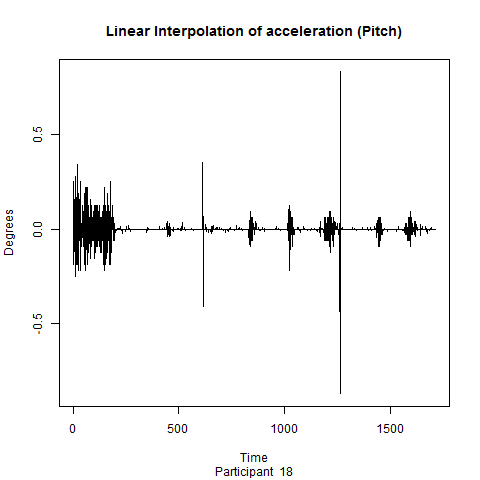 Linear Interpolation of acceleration (Pitch)
Degrees
0.5
0.0
-0.5
0 500 1000 1500
Time
Participant 18